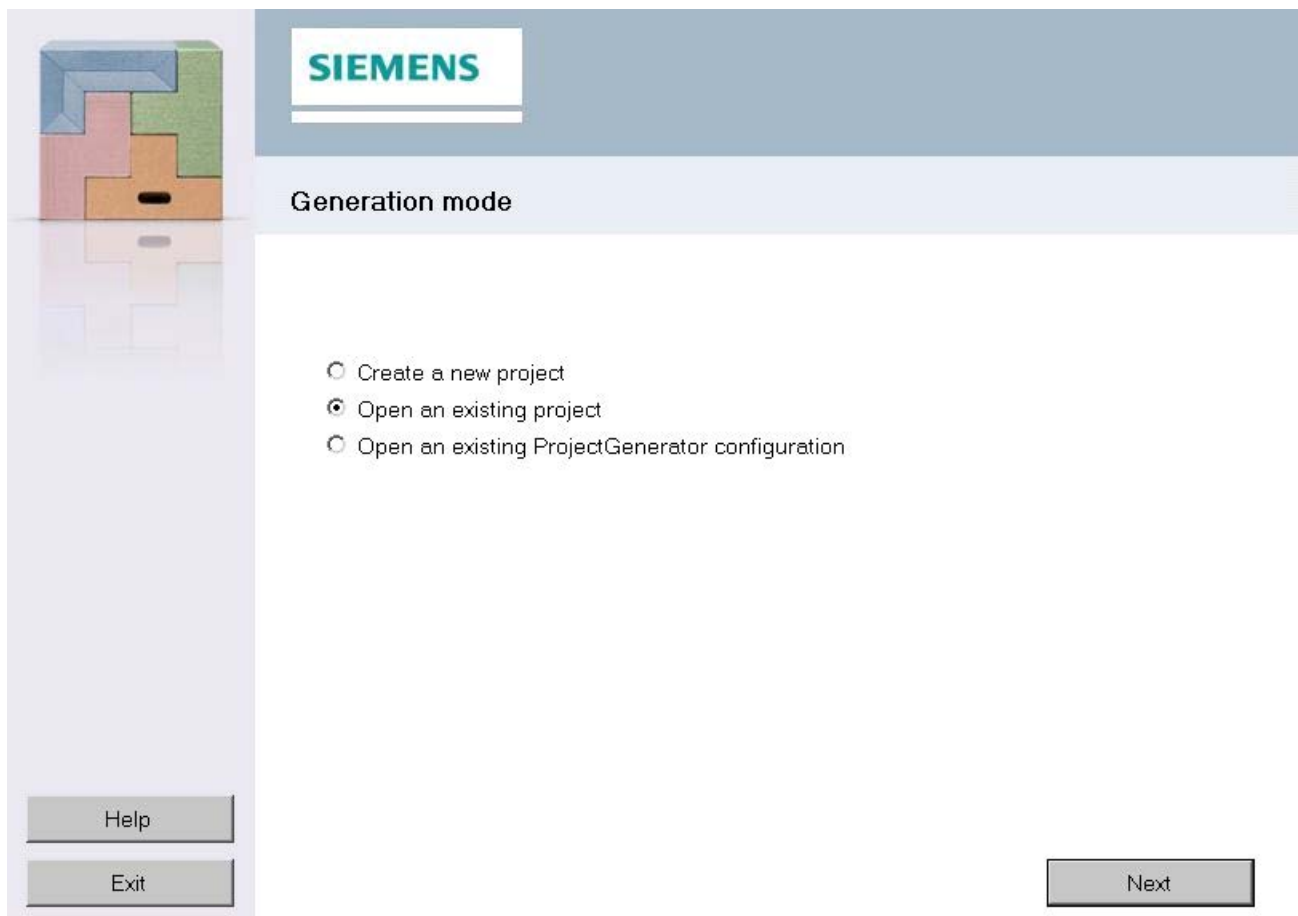 SIEMENS
Generation mode
Create a new project
Open an existing project
Open an existing ProjectGenerator configuration
Help
Exit
Next